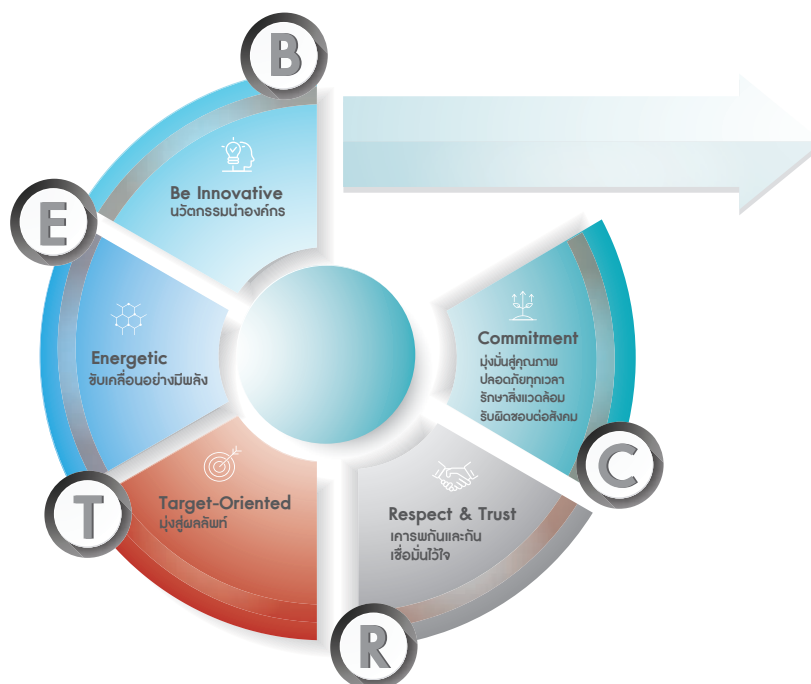 B
Be Innovative
นวัตกรรมนำองค์กร
E
Energetic
ขับเคลื่อนอย่างมีพลัง
T
Target-Oriented
มุ่งสู่ผลลัพท์
R
Respect & Trust
เคารพกันและกัน
เชื่อมั่นไว้ใจ
C
Commitment
มุ่งมั่นสู่คุณภาพ
ปลอดภัยทุกเวลา
รักษาสิ่งแวดล้อม
รับผิดชอบต่อสังคม